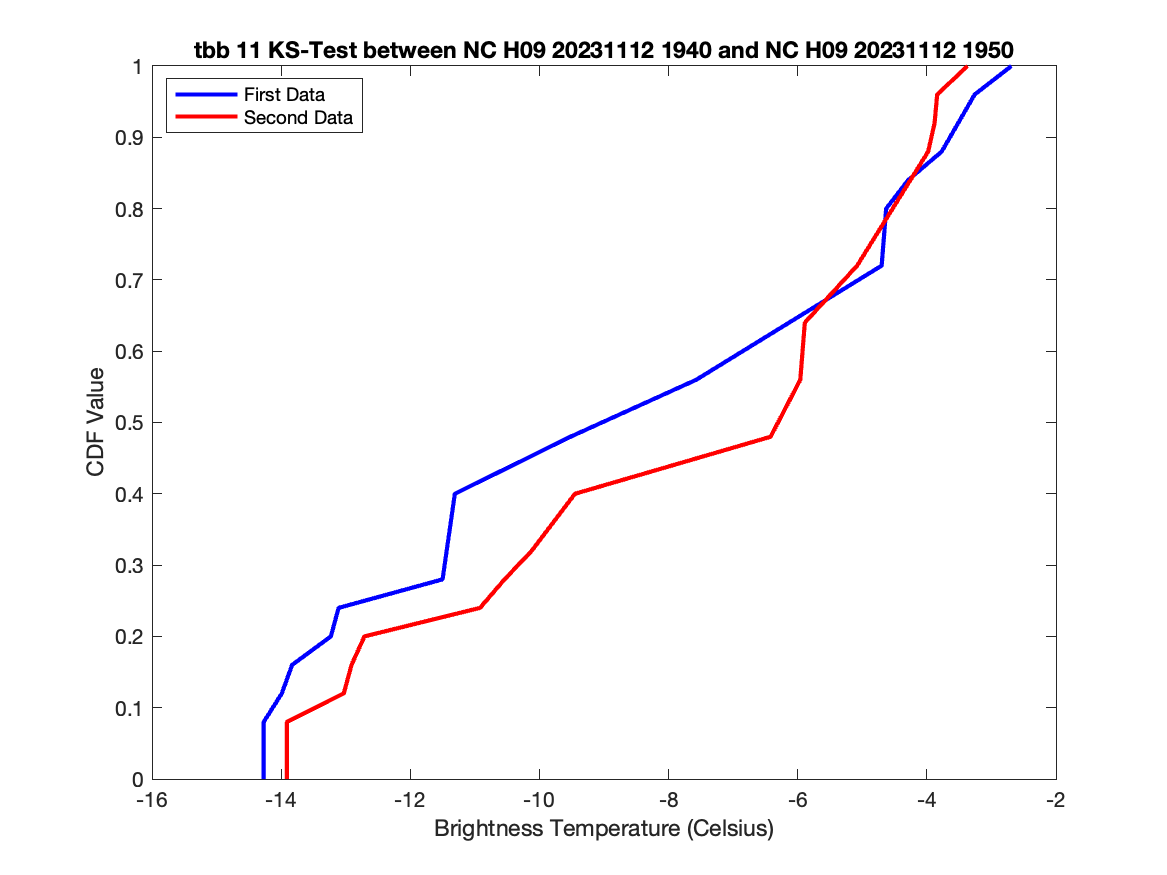 tbb 11 KS-Test between NC H09 20231112 1940 and NC H09 20231112 1950
First Data
Second Data
1
0.9
0.8
0.7
0.6
0.5
0.4
0.3
0.2
0.1
0
CDF Value
-16 -14 -12 -10 -8 -6 -4 -2
Brightness Temperature (Celsius)